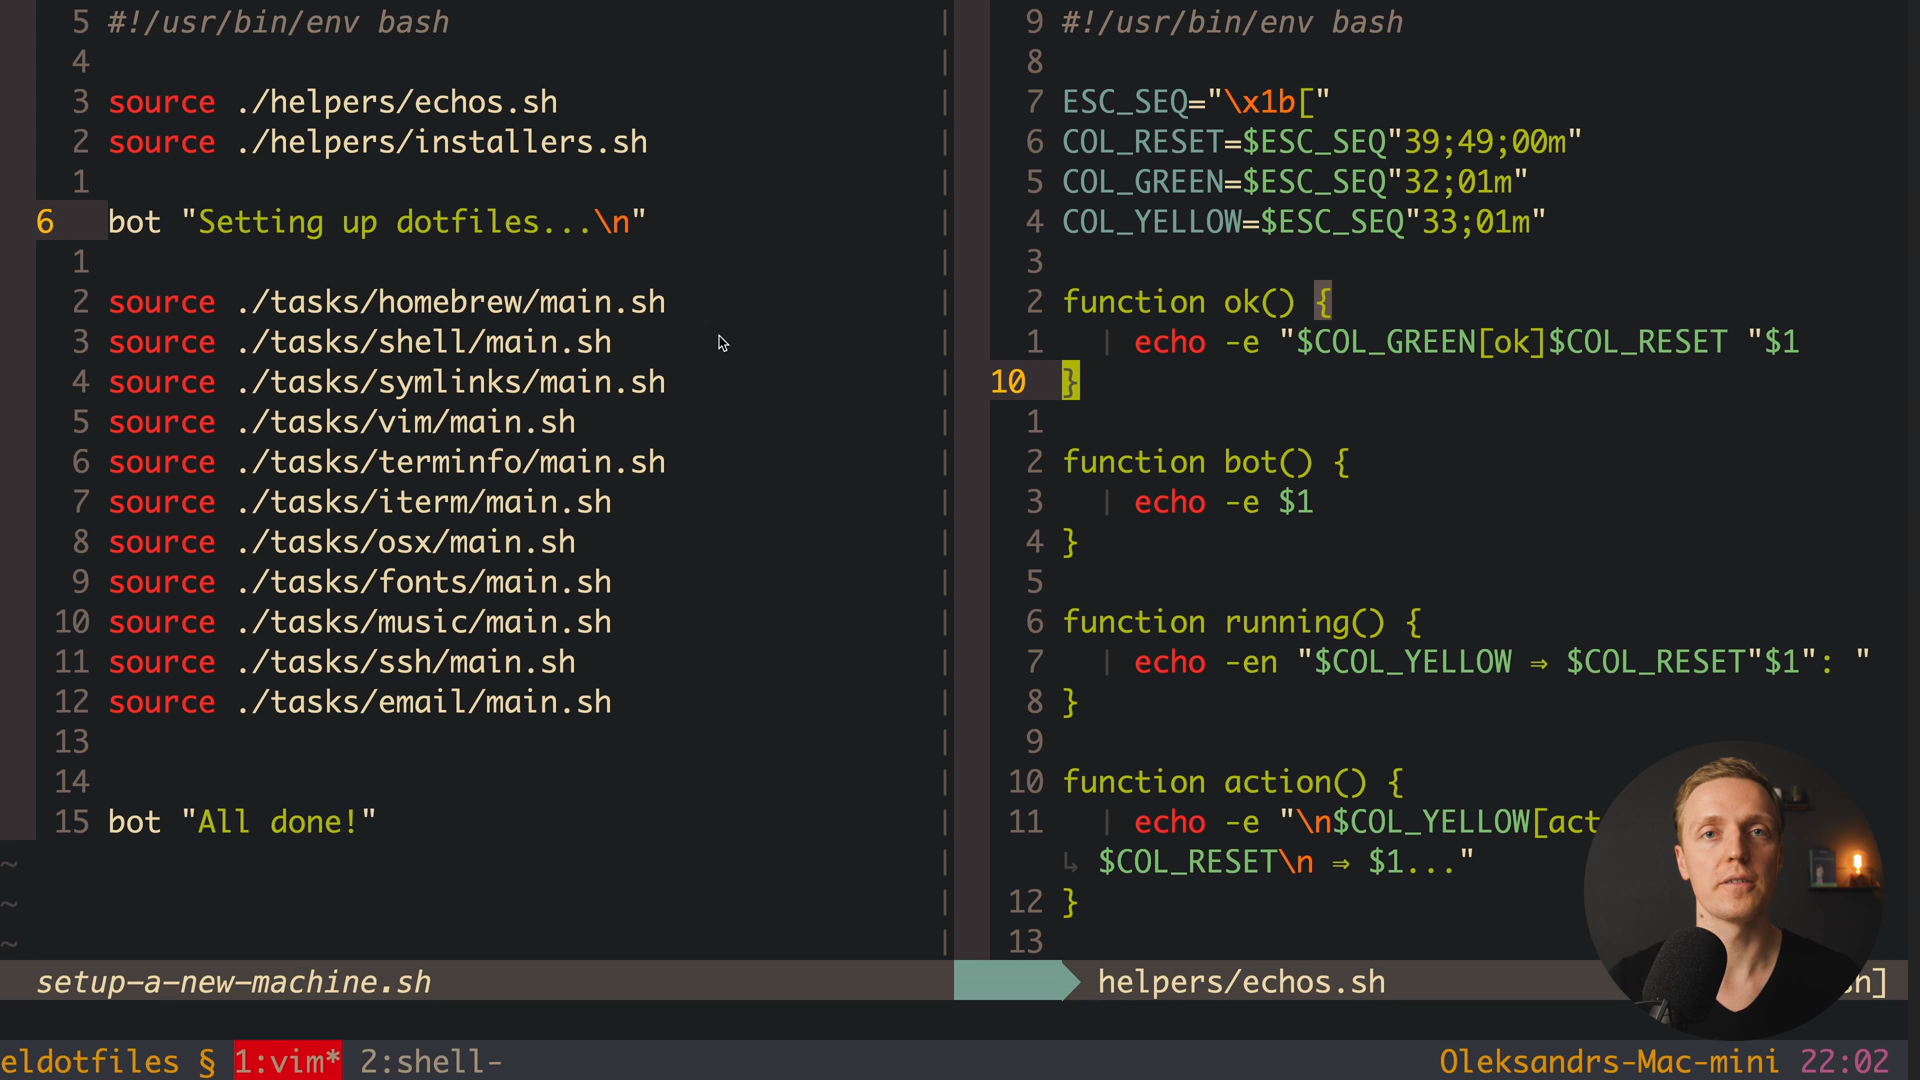 5 #!/usr/bin/env bash
4
3 source ./helpers/echos.sh
2 source ./helpers/installers.sh
1
6 bot "Setting up dotfiles...\n"
1
2 source ./tasks/homebrew/main.sh
3 source ./tasks/shell/main.sh
4 source ./tasks/symlinks/main.sh
5 source ./tasks/vim/main.sh
6 source ./tasks/terminfo/main.sh
7 source ./tasks/iterm/main.sh
8 source ./tasks/osx/main.sh
9 source ./tasks/fonts/main.sh
10 source ./tasks/music/main.sh
11 source ./tasks/ssh/main.sh
12 source ./tasks/email/main.sh
13
14
15 bot "All done!"
~
~
~
setup-a-new-machine.sh
9 #!/usr/bin/env bash
8
7 ESC_SEQ="\x1b["
6 COL_RESET=$ESC_SEQ"39;49;00m"
5 COL_GREEN=$ESC_SEQ"32;01m"
4 COL_YELLOW=$ESC_SEQ"33;01m"
3
2 function ok() {
1 | echo -e "$COL_GREEN[ok]$COL_RESET "$1
10 }
1
2 function bot() {
3 | echo -e $1
4 }
5
6 function running() {
7 | echo -en "$COL_YELLOW ⇒ $COL_RESET"$1": "
8 }
9
10 function action() {
11 | echo -e "\n$COL_YELLOW[act
↳ $COL_RESET\n ⇒ $1..."
12 }
13
helpers/echos.sh h]
eldotfiles § 1:vim* 2:shell- Oleksandrs-Mac-mini 22:02